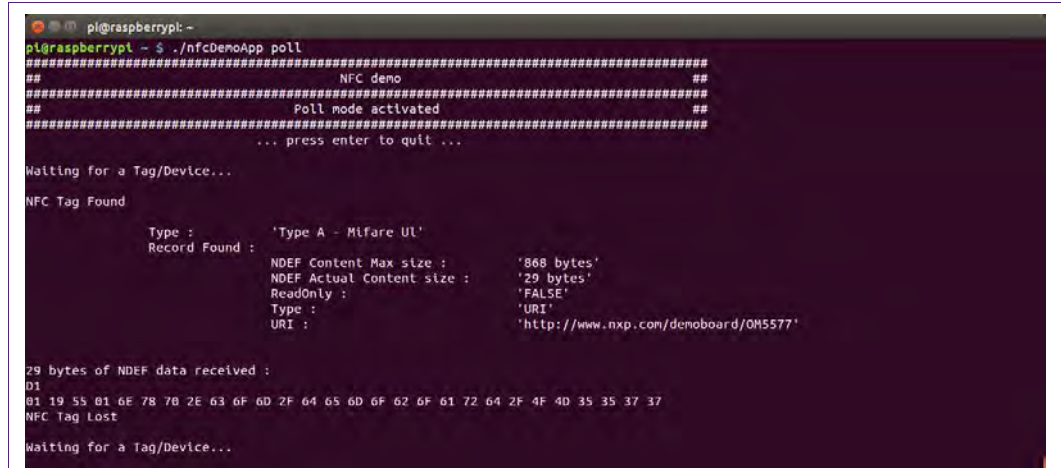 pi@raspberrypi: ~
pi@raspberrypi ~ $ ./nfcDemoApp poll
#########################################################################################
## NFC demo ##
#########################################################################################
## Poll mode activated ##
#########################################################################################
... press enter to quit ...
Waiting for a Tag/Device...
NFC Tag Found
Type : 'Type A - Mifare Ul'
Record Found :
NDEF Content Max size : '868 bytes'
NDEF Actual Content size : '29 bytes'
ReadOnly : 'FALSE'
Type : 'URI'
URI : 'http://www.nxp.com/demoboard/OM5577'
29 bytes of NDEF data received :
D1
01 19 55 01 6E 78 70 2E 63 6F 6D 2F 64 65 6D 6F 62 6F 61 72 64 2F 4F 4D 35 35 37 37
NFC Tag Lost
Waiting for a Tag/Device...